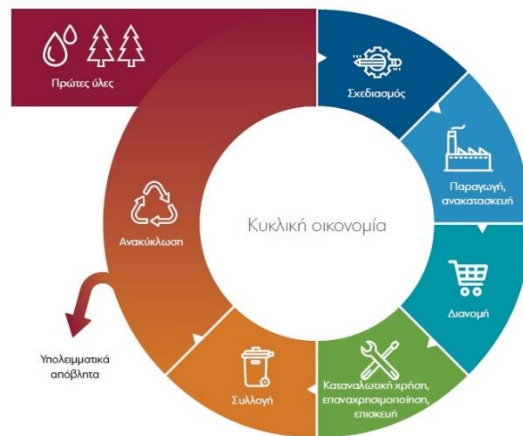 Πρώτες ύλες
Σχεδιασμός
Παραγωγή,
ανακατασκευή
Διανομή
Καταναλωτική χρήση,
επαναχρησιμοποίηση,
επισκευή
Συλλογή
Ανακύκλωση
Υπολειμματικά
απόβλητα
Κυκλική οικονομία